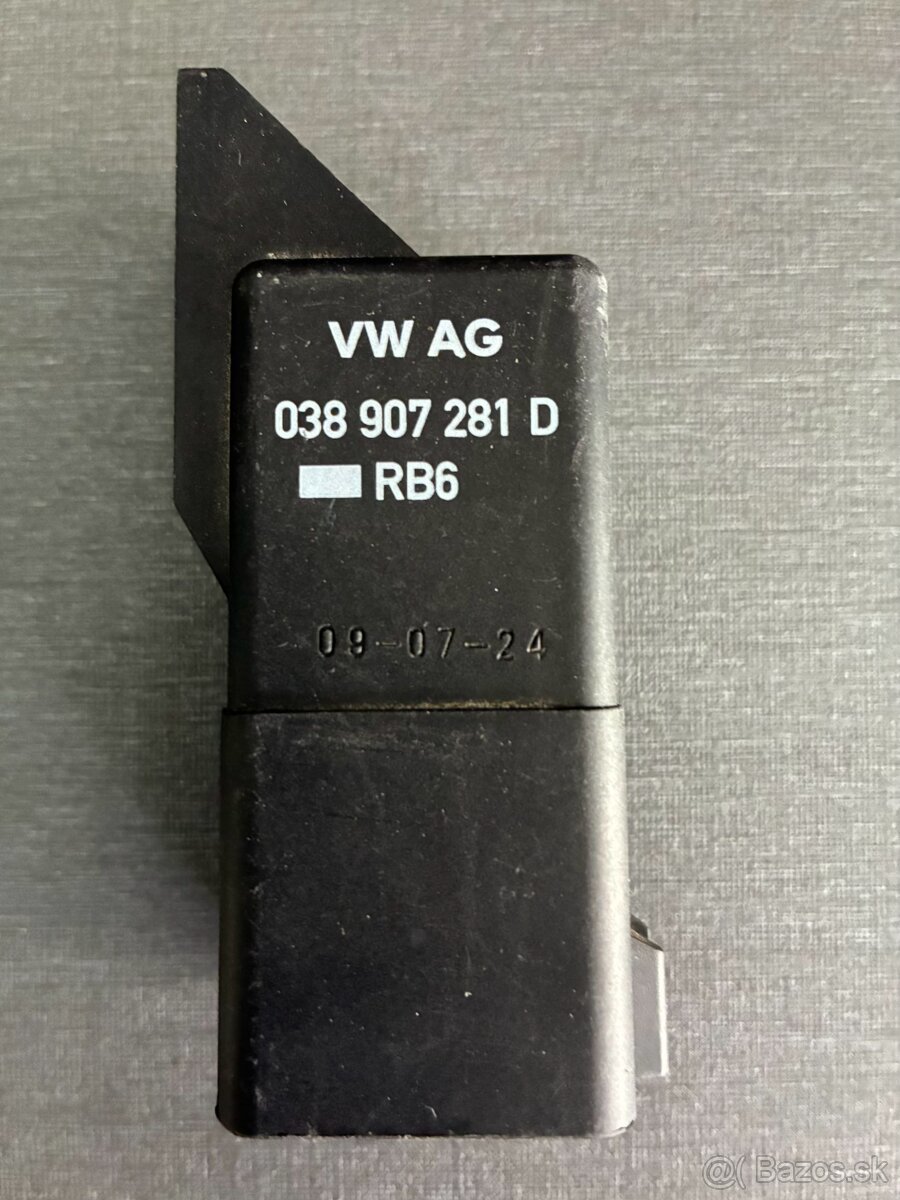 VW AG
038 907 281 D
RB6
09-07-24
@( Bazos.sk